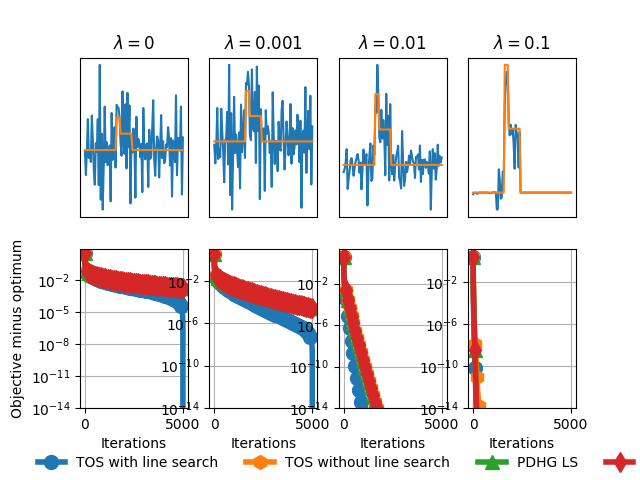 λ = 0 λ = 0.001 λ = 0.01 λ = 0.1
Objective minus optimum
10⁻² 10⁻² 10⁻² 10⁻²
10⁻⁵ 10⁻⁶ 10⁻⁶ 10⁻⁶
10⁻⁸
10⁻¹¹ 10⁻¹⁰ 10⁻¹⁰ 10⁻¹⁰
10⁻¹⁴ 10⁻¹⁴ 10⁻¹⁴ 10⁻¹⁴
0 5000 0 5000 0 5000 0 5000
Iterations Iterations Iterations Iterations
TOS with line search TOS without line search PDHG LS